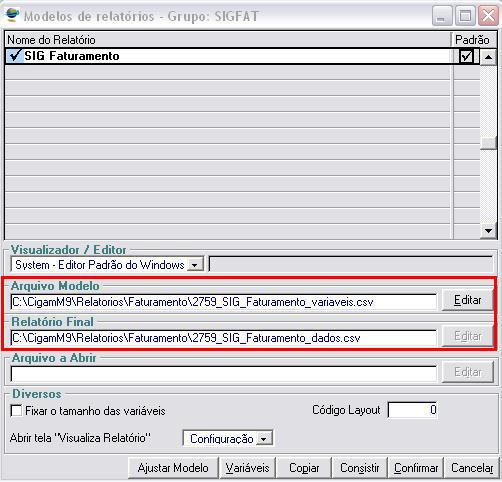 Modelos de relatórios - Grupo: SIGFAT
Nome do Relatório Padrão
SIG Faturamento
Visualizador / Editor
System - Editor Padrão do Windows
Arquivo Modelo
C:\CigamM9\Relatorios\Faturamento\2759_SIG_Faturamento_variaveis.csv Editar
Relatório Final
C:\CigamM9\Relatorios\Faturamento\2759_SIG_Faturamento_dados.csv Editar
Arquivo a Abrir
Editar
Diversos
Fixar o tamanho das variáveis Código Layout 0
Abrir tela "Visualiza Relatório" Configuração
Ajustar Modelo Variáveis Copiar Consistir Confirmar Cancelar